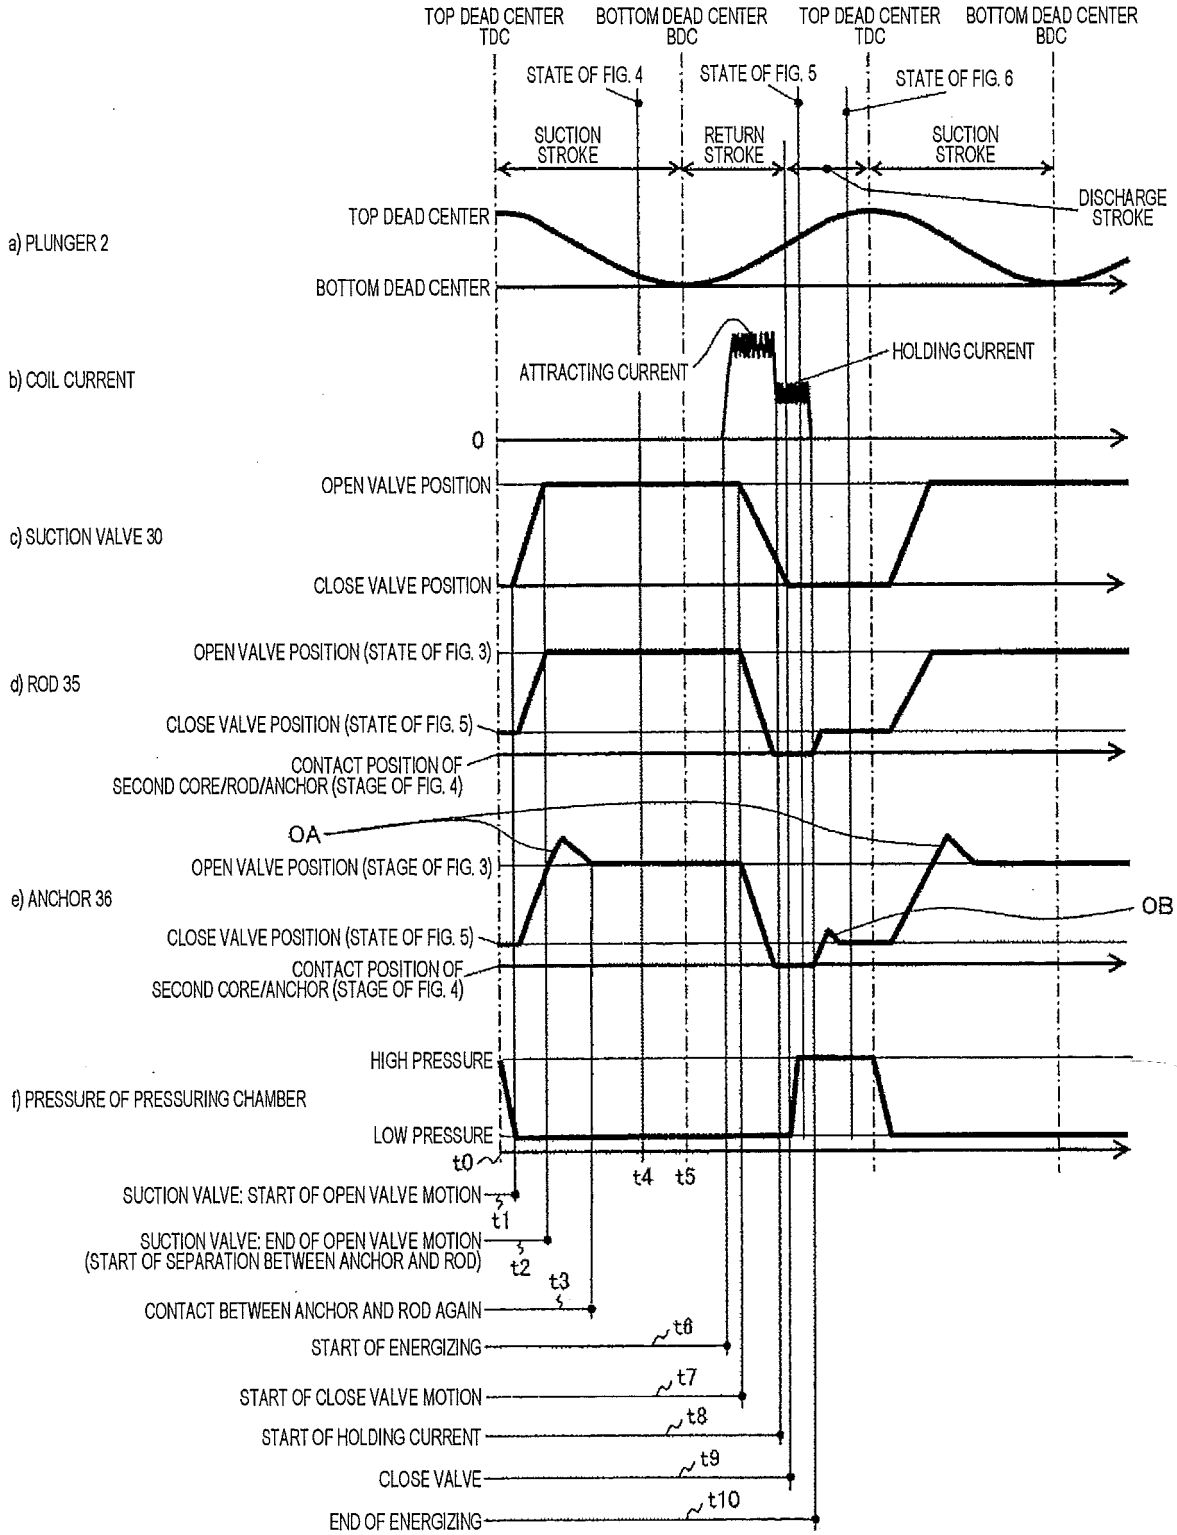 TOP DEAD CENTER
TDC
BOTTOM DEAD CENTER
BDC
TOP DEAD CENTER
TDC
BOTTOM DEAD CENTER
BDC
STATE OF FIG. 4
STATE OF FIG. 5
STATE OF FIG. 6
SUCTION
STROKE
RETURN
STROKE
SUCTION
STROKE
DISCHARGE
STROKE
a) PLUNGER 2
TOP DEAD CENTER
BOTTOM DEAD CENTER
b) COIL CURRENT
ATTRACTING CURRENT
HOLDING CURRENT
0
c) SUCTION VALVE 30
OPEN VALVE POSITION
CLOSE VALVE POSITION
d) ROD 35
OPEN VALVE POSITION (STATE OF FIG. 3)
CLOSE VALVE POSITION (STATE OF FIG. 5)
CONTACT POSITION OF
SECOND CORE/ROD/ANCHOR (STAGE OF FIG. 4)
OA
e) ANCHOR 36
OPEN VALVE POSITION (STAGE OF FIG. 3)
OB
CLOSE VALVE POSITION (STATE OF FIG. 5)
CONTACT POSITION OF
SECOND CORE/ANCHOR (STAGE OF FIG. 4)
f) PRESSURE OF PRESSURING CHAMBER
HIGH PRESSURE
LOW PRESSURE
t0
t4
t5
SUCTION VALVE: START OF OPEN VALVE MOTION
t1
SUCTION VALVE: END OF OPEN VALVE MOTION
(START OF SEPARATION BETWEEN ANCHOR AND ROD)
t2
t3
CONTACT BETWEEN ANCHOR AND ROD AGAIN
t6
START OF ENERGIZING
t7
START OF CLOSE VALVE MOTION
t8
START OF HOLDING CURRENT
t9
CLOSE VALVE
t10
END OF ENERGIZING